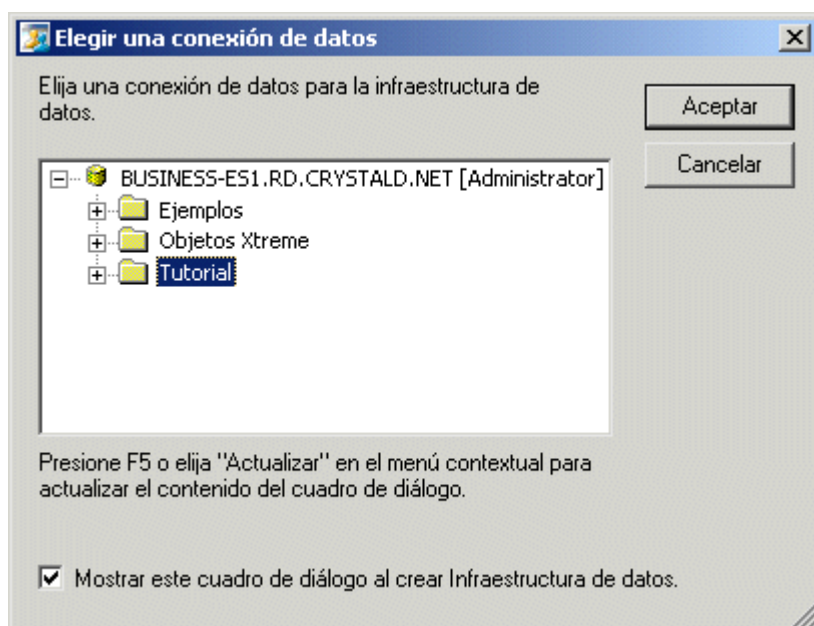 Elegir una conexión de datos
Elija una conexión de datos para la infraestructura de
datos.
Aceptar
Cancelar
BUSINESS-ES1.RD.CRYSTALD.NET [Administrator]
Ejemplos
Objetos Xtreme
Tutorial
Presione F5 o elija "Actualizar" en el menú contextual para
actualizar el contenido del cuadro de diálogo.
Mostrar este cuadro de diálogo al crear Infraestructura de datos.